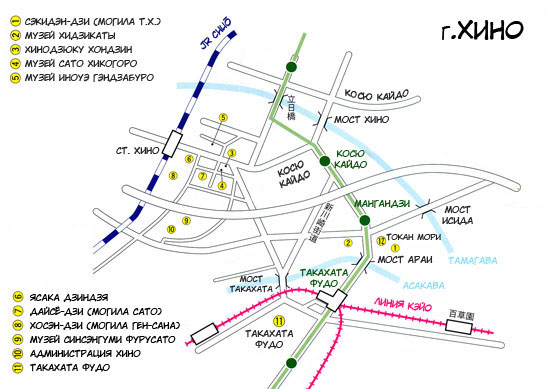 г. ХИНО
1 СЭКИДЭН-ДЗИ (МОГИЛА Т.Х.)
2 МУЗЕЙ ХИДЗИКАТЫ
3 ХИНОДЗЮКУ ХОНДЗИН
4 МУЗЕЙ САТО ХИКОГОРО
5 МУЗЕЙ ИНОУЭ ГЭНДЗАБУРО
JR CHUŌ
КОСЮ КАЙДО
立日橋
МОСТ ХИНО
5
СТ. ХИНО
6
3
КОСЮ
КАЙДО
8
7
4
КОСЮ
КАЙДО
МАНГАНДЗИ
МОСТ
ИСИДА
9
10
新川崎街道
2
21
ТОКАН МОРИ
1
МОСТ АРАИ
ТАМАГАВА
МОСТ
ТАКАХАТА
ТАКАХАТА
ФУДО
АСАКАВА
ЛИНИЯ КЭЙО
百草園
11
ТАКАХАТА
ФУДО
6 ЯСАКА ДЗИНДЗЯ
7 ДАЙСЁ-ДЗИ (МОГИЛА САТО)
8 ХОСЭН-ДЗИ (МОГИЛА ГЕН-САНА)
9 МУЗЕЙ СИНСЭНГУМИ ФУРУСАТО
10 АДМИНИСТРАЦИЯ ХИНО
11 ТАКАХАТА ФУДО